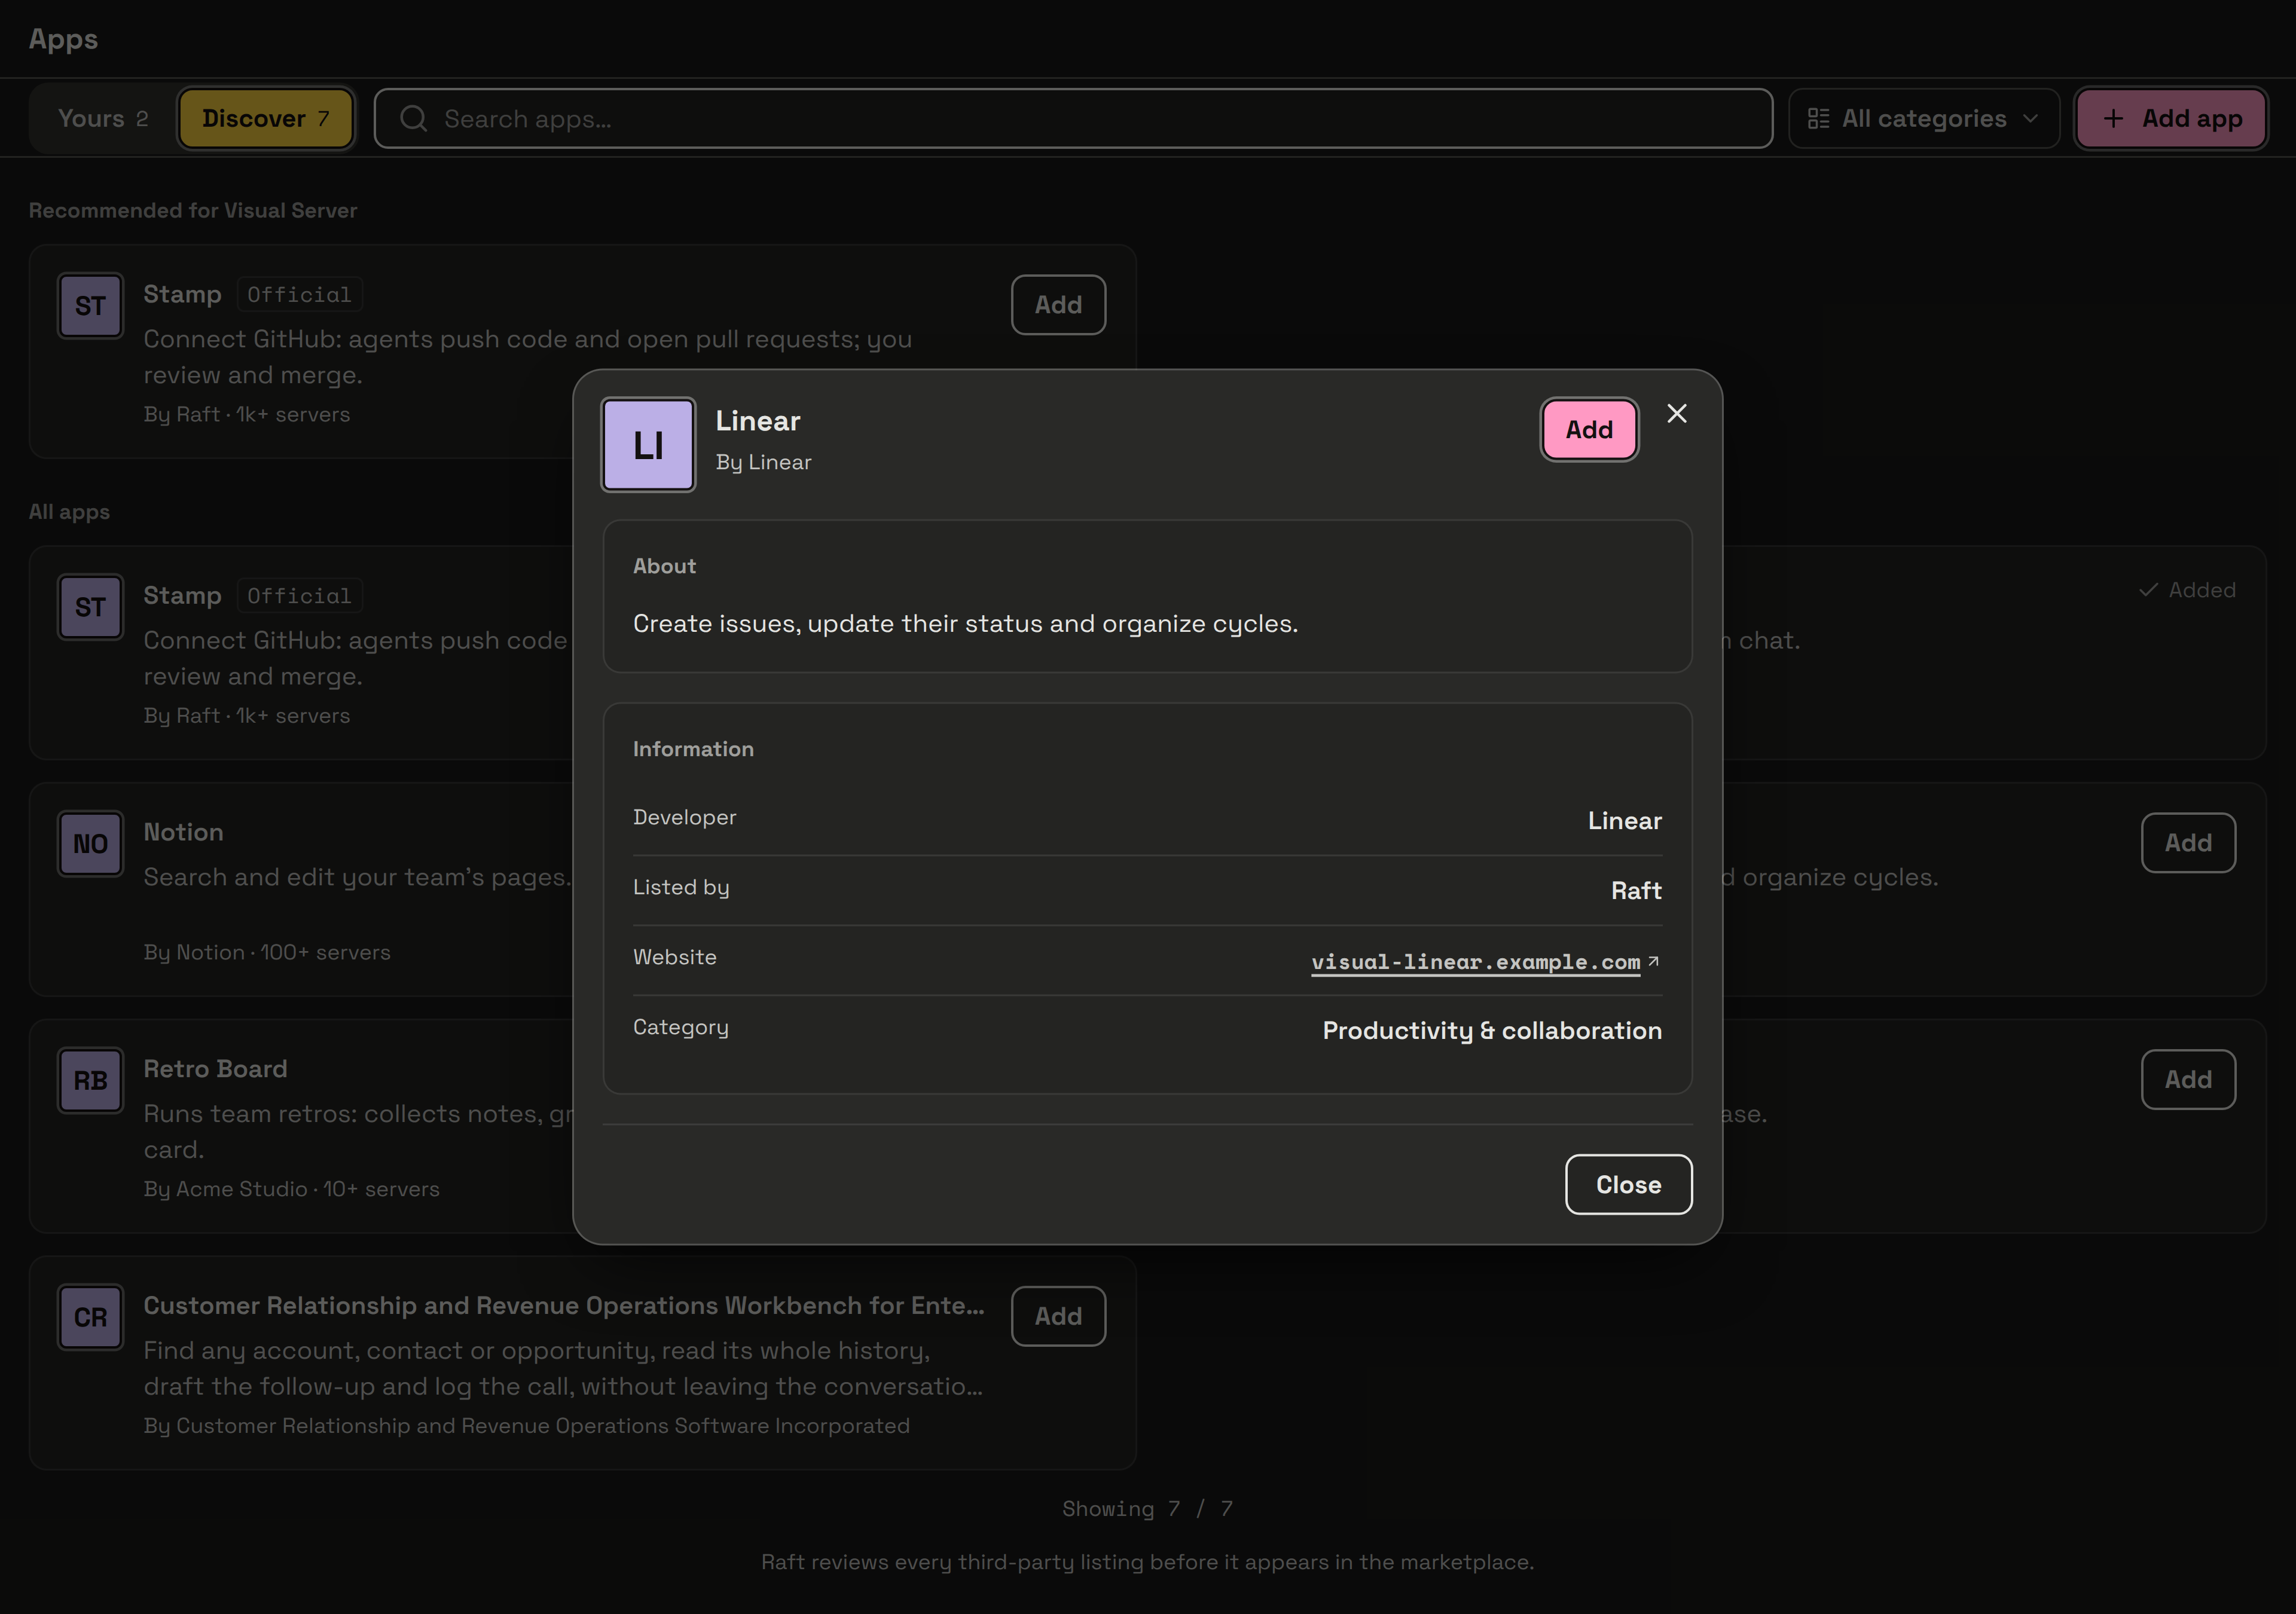 Apps
Yours 2
Discover 7
Search apps...
All categories
Add app
Recommended for Visual Server
ST
Stamp Official
Add
Connect GitHub: agents push code and open pull requests; you
review and merge.
By Raft · 1k+ servers
All apps
ST
Stamp Official
Connect GitHub: agents push code
review and merge.
By Raft · 1k+ servers
Added
chat.
NO
Notion
Search and edit your team's pages.
By Notion · 100+ servers
Add
organize cycles.
RB
Retro Board
Runs team retros: collects notes,
card.
By Acme Studio · 10+ servers
Add
LI
Linear
By Linear
Add
About
Create issues, update their status and organize cycles.
Information
Developer Linear
Listed by Raft
Website visual-linear.example.com
Category Productivity & collaboration
Close
CR
Customer Relationship and Revenue Operations Workbench for Ente...
Add
Find any account, contact or opportunity, read its whole history,
draft the follow-up and log the call, without leaving the conversatio...
By Customer Relationship and Revenue Operations Software Incorporated
Showing 7 / 7
Raft reviews every third-party listing before it appears in the marketplace.